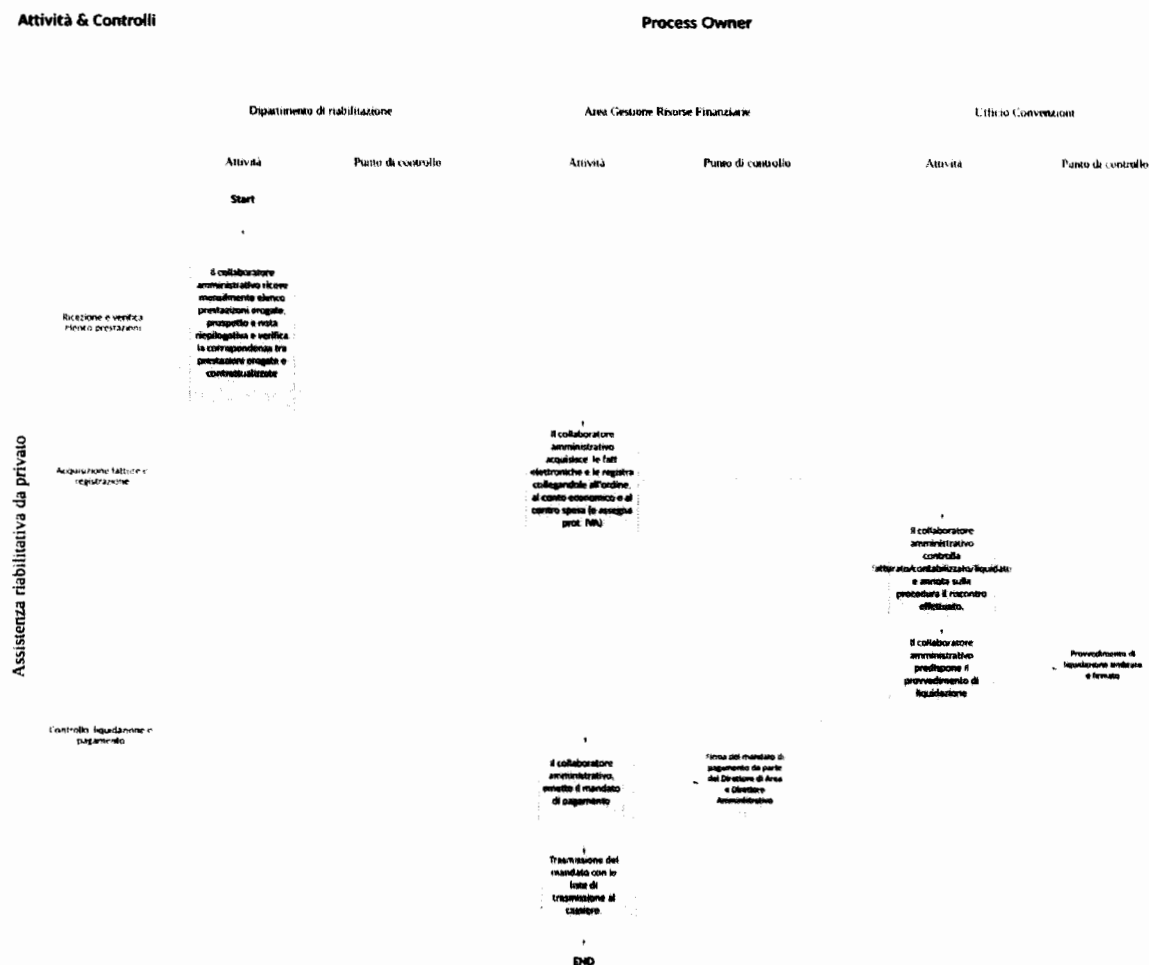 Attività & Controlli
Process Owner
Dipartimento di riabilitazione
Area Gestione Risorse Finanziarie
Ufficio Convenzioni
Attività
Punto di controllo
Attività
Punto di controllo
Attività
Punto di controllo
Start
Assistenza riabilitativa da privato
Ricezione e verifica
elenco prestazioni
Il collaboratore
amministrativo riceve
mensilmente elenco
prestazioni erogate,
prospetto e nota
riepilogativa e verifica
la corrispondenza tra
prestazioni erogate e
contrattualizzate
Acquisizione fatture e
registrazione
Il collaboratore
amministrativo
acquisisce le fatt
elettroniche e le registra
collegandole all'ordine,
al conto economico e al
centro spesa (e assegna
prot. IVA)
Il collaboratore
amministrativo
controlla
fatturato/contabilizzato/liquidato
e annota sulla
procedura il riscontro
effettuato.
Il collaboratore
amministrativo
predispone il
provvedimento di
liquidazione
Provvedimento di
liquidazione timbrato
e firmato
Controllo, liquidazione e
pagamento
Il collaboratore
amministrativo,
emette il mandato
di pagamento
Firma del mandato di
pagamento da parte
del Direttore di Area
e Direttore
Amministrativo
Trasmissione del
mandato con le
liste di
trasmissione al
cassiere.
END